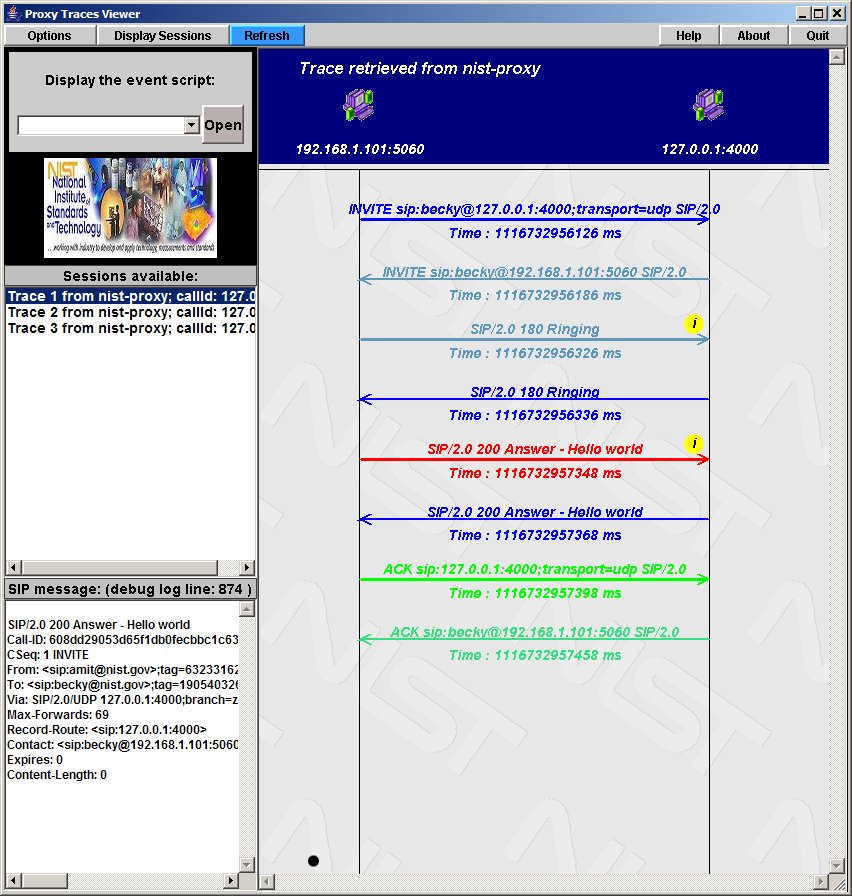 Proxy Traces Viewer
Options
Display Sessions
Refresh
Help
About
Quit
Display the event script:
Open
NIST
National
Institute of
Standards
and Technology
... working with industry to develop and apply technology, measurements and standards
Sessions available:
Trace 1 from nist-proxy; callId: 127.0
Trace 2 from nist-proxy; callId: 127.0
Trace 3 from nist-proxy; callId: 127.0
SIP message: (debug log line: 874 )
SIP/2.0 200 Answer - Hello world
Call-ID: 608dd29053d65f1db0fecbbc1c63
CSeq: 1 INVITE
From: <sip:amit@nist.gov>;tag=63233162
To: <sip:becky@nist.gov>;tag=190540326
Via: SIP/2.0/UDP 127.0.0.1:4000;branch=z
Max-Forwards: 69
Record-Route: <sip:127.0.0.1:4000>
Contact: <sip:becky@192.168.1.101:5060
Expires: 0
Content-Length: 0
Trace retrieved from nist-proxy
192.168.1.101:5060
127.0.0.1:4000
INVITE sip:becky@127.0.0.1:4000;transport=udp SIP/2.0
Time : 1116732956126 ms
INVITE sip:becky@192.168.1.101:5060 SIP/2.0
Time : 1116732956186 ms
SIP/2.0 180 Ringing
i
Time : 1116732956326 ms
SIP/2.0 180 Ringing
Time : 1116732956336 ms
SIP/2.0 200 Answer - Hello world
i
Time : 1116732957348 ms
SIP/2.0 200 Answer - Hello world
Time : 1116732957368 ms
ACK sip:127.0.0.1:4000;transport=udp SIP/2.0
Time : 1116732957398 ms
ACK sip:becky@192.168.1.101:5060 SIP/2.0
Time : 1116732957458 ms